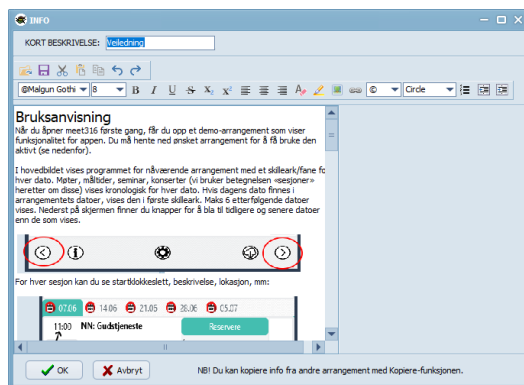 INFO
KORT BESKRIVELSE: Veiledning
@Malgun Gothi 8 B I U S X₂ X² © Circle
Bruksanvisning
Når du åpner meet316 første gang, får du opp et demo-arrangement som viser
funksjonalitet for appen. Du må hente ned ønsket arrangement for å få bruke den
aktivt (se nedenfor).
I hovedbildet vises programmet for nåværende arrangement med et skilleark/fane fo
hver dato. Møter, måltider, seminar, konserter (vi bruker betegnelsen «sesjoner»
heretter om disse) vises kronologisk for hver dato. Hvis dagens dato finnes i
arrangementets datoer, vises den i første skilleark. Maks 6 etterfølgende datoer
vises. Nederst på skjermen finner du knapper for å bla til tidligere og senere datoer
enn de som vises.
For hver sesjon kan du se startklokkeslett, beskrivelse, lokasjon, mm:
07.06 14.06 21.05 28.06 05.07
11:00 NN: Gudstjeneste Reservere
OK Avbryt NB! Du kan kopiere info fra andre arrangement med Kopiere-funksjonen.